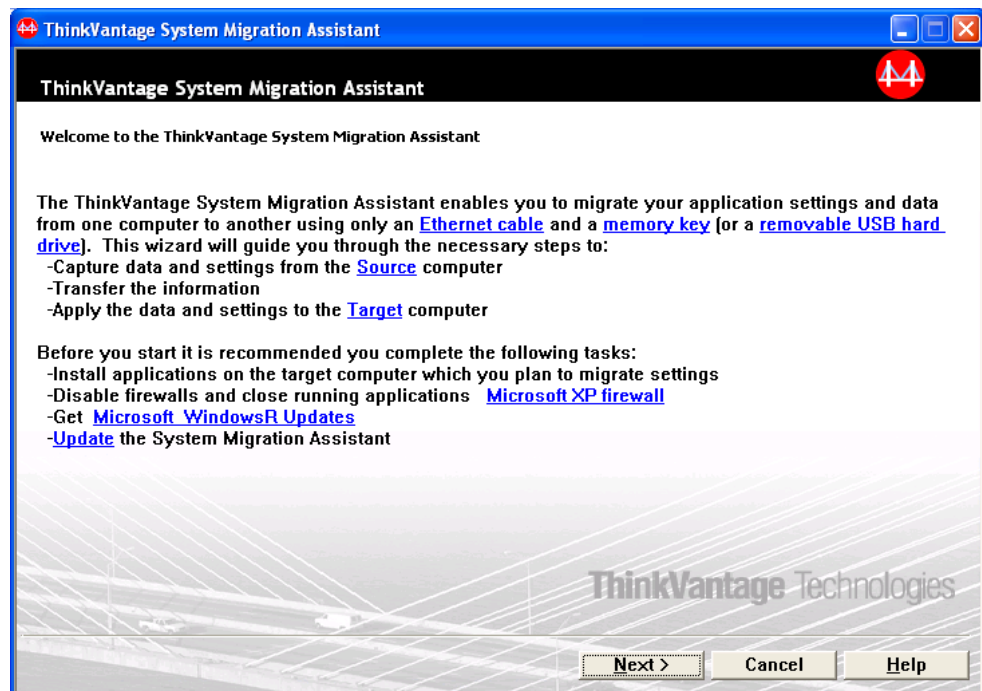 ThinkVantage System Migration Assistant
ThinkVantage System Migration Assistant
Welcome to the ThinkVantage System Migration Assistant
The ThinkVantage System Migration Assistant enables you to migrate your application settings and data
from one computer to another using only an Ethernet cable and a memory key (or a removable USB hard
drive). This wizard will guide you through the necessary steps to:
-Capture data and settings from the Source computer
-Transfer the information
-Apply the data and settings to the Target computer
Before you start it is recommended you complete the following tasks:
-Install applications on the target computer which you plan to migrate settings
-Disable firewalls and close running applications Microsoft XP firewall
-Get Microsoft WindowsR Updates
-Update the System Migration Assistant
ThinkVantage Technologies
Next > Cancel Help